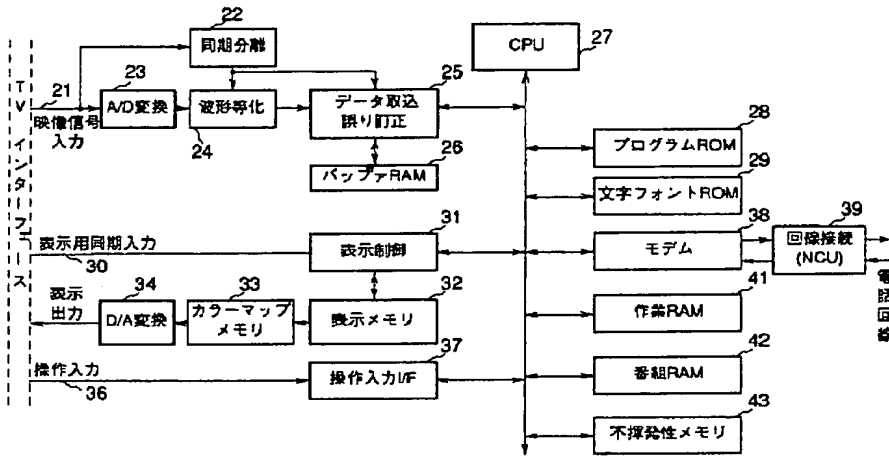 22
同期分離
27
CPU
TV インターフェース
21
23
A/D変換
映像信号
入力
波形等化
24
25
データ取込
誤り訂正
26
バッファRAM
28
プログラムROM
29
文字フォントROM
31
表示制御
表示用同期入力
30
38
モデム
39
回線接続
(NCU)
電話回線
表示
出力
34
D/A変換
33
カラーマップ
メモリ
32
表示メモリ
41
作業RAM
操作入力
36
37
操作入力I/F
42
番組RAM
43
不揮発性メモリ